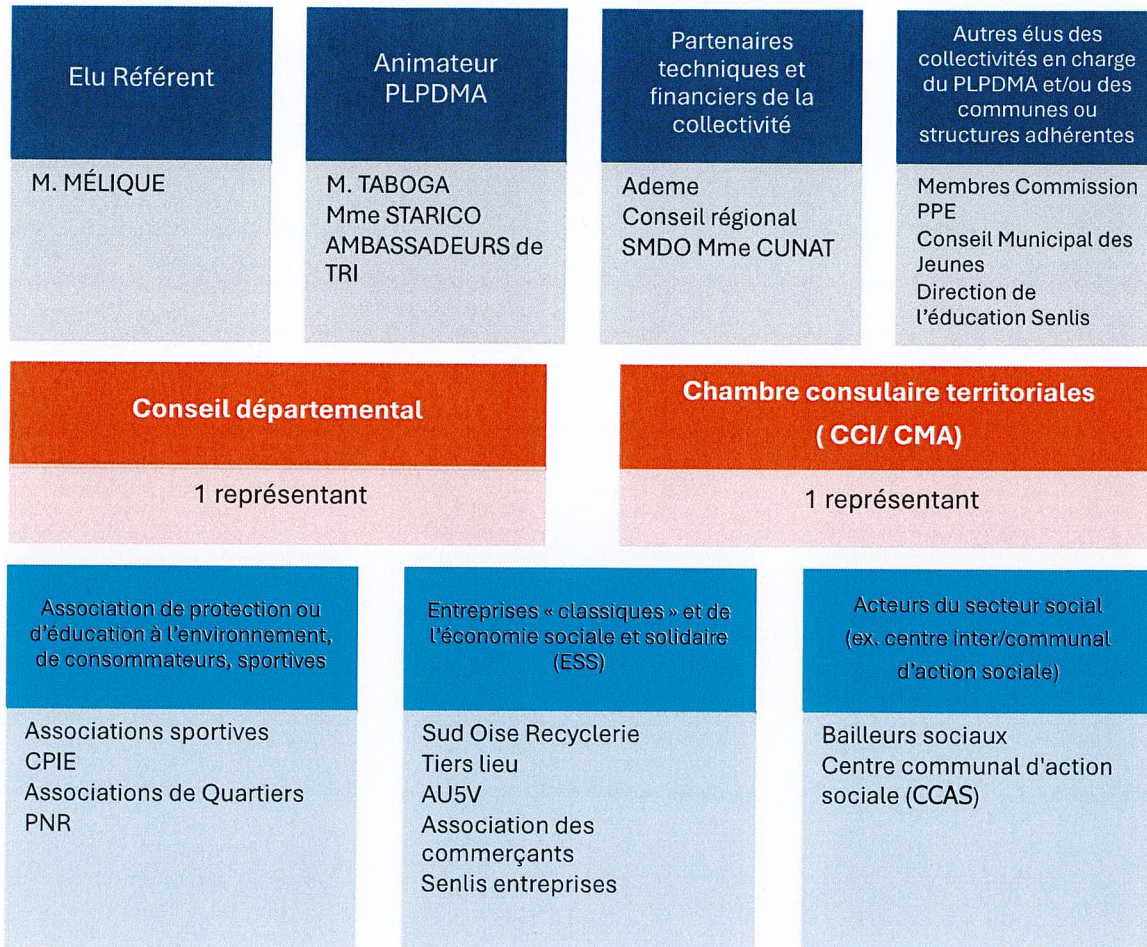 Elu Référent
M. MÉLIQUE
Animateur
PLPDMA
M. TABOGA
Mme STARICO
AMBASSADEURS de
TRI
Partenaires
techniques et
financiers de la
collectivité
Ademe
Conseil régional
SMDO Mme CUNAT
Autres élus des
collectivités en charge
du PLPDMA et/ou des
communes ou
structures adhérentes
Membres Commission
PPE
Conseil Municipal des
Jeunes
Direction de
l'éducation Senlis
Conseil départemental
1 représentant
Chambre consulaire territoriales
( CCI/ CMA)
1 représentant
Association de protection ou
d'éducation à l'environnement,
de consommateurs, sportives
Associations sportives
CPIE
Associations de Quartiers
PNR
Entreprises « classiques » et de
l'économie sociale et solidaire
(ESS)
Sud Oise Recyclerie
Tiers lieu
AU5V
Association des
commerçants
Senlis entreprises
Acteurs du secteur social
(ex. centre inter/communal
d'action sociale)
Bailleurs sociaux
Centre communal d'action
sociale (CCAS)